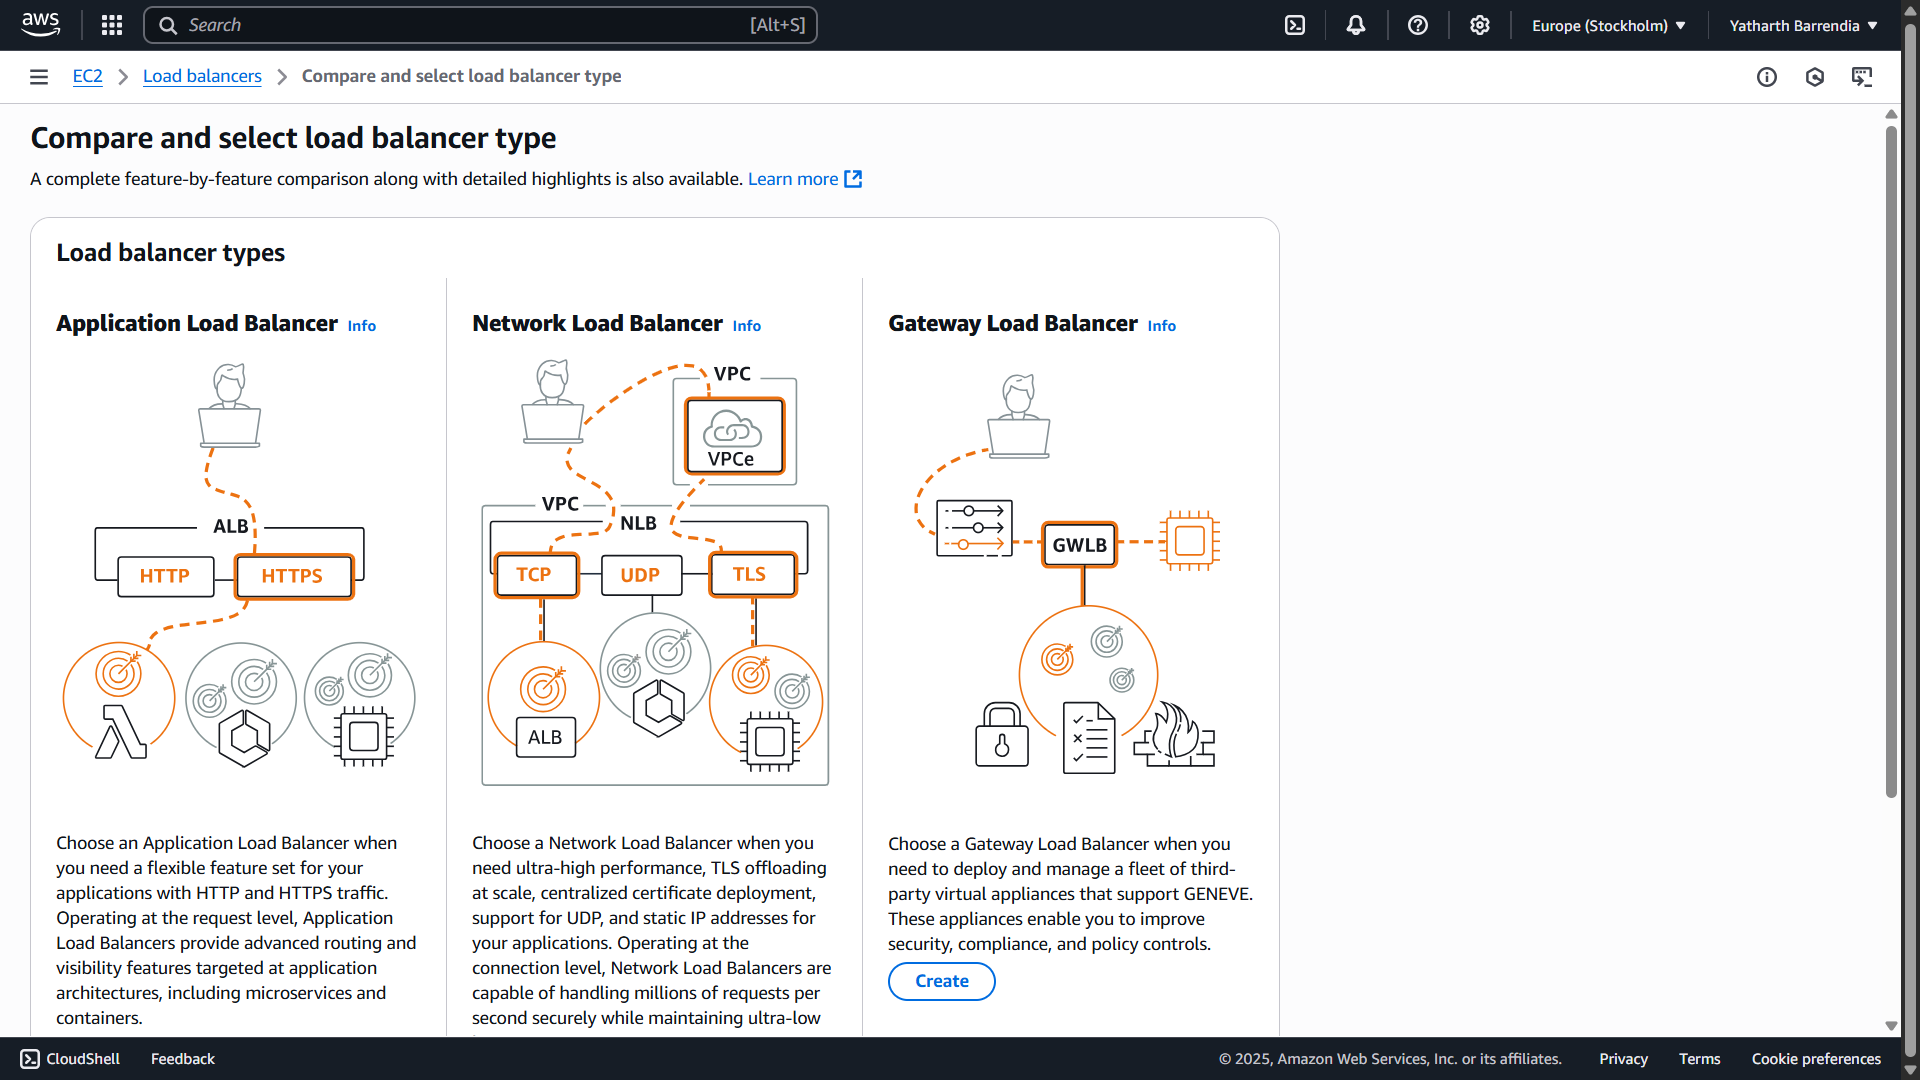 aws
Search
[Alt+S]
Europe (Stockholm)
Yatharth Barrendia
EC2
Load balancers
Compare and select load balancer type
Compare and select load balancer type
A complete feature-by-feature comparison along with detailed highlights is also available. Learn more
Load balancer types
Application Load Balancer Info
ALB
HTTP
HTTPS
Choose an Application Load Balancer when
you need a flexible feature set for your
applications with HTTP and HTTPS traffic.
Operating at the request level, Application
Load Balancers provide advanced routing and
visibility features targeted at application
architectures, including microservices and
containers.
Network Load Balancer Info
VPC
VPCe
VPC
NLB
TCP
UDP
TLS
ALB
Choose a Network Load Balancer when you
need ultra-high performance, TLS offloading
at scale, centralized certificate deployment,
support for UDP, and static IP addresses for
your applications. Operating at the
connection level, Network Load Balancers are
capable of handling millions of requests per
second securely while maintaining ultra-low
Gateway Load Balancer Info
GWLB
Choose a Gateway Load Balancer when you
need to deploy and manage a fleet of third-
party virtual appliances that support GENEVE.
These appliances enable you to improve
security, compliance, and policy controls.
Create
CloudShell
Feedback
© 2025, Amazon Web Services, Inc. or its affiliates.
Privacy
Terms
Cookie preferences